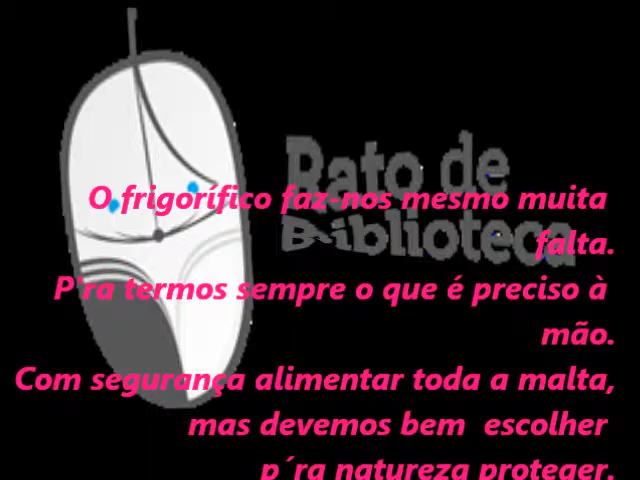 Rato de
Biblioteca
O frigorífico faz-nos mesmo muita
falta.
P'ra termos sempre o que é preciso à
mão.
Com segurança alimentar toda a malta,
mas devemos bem escolher
p´ra natureza proteger.